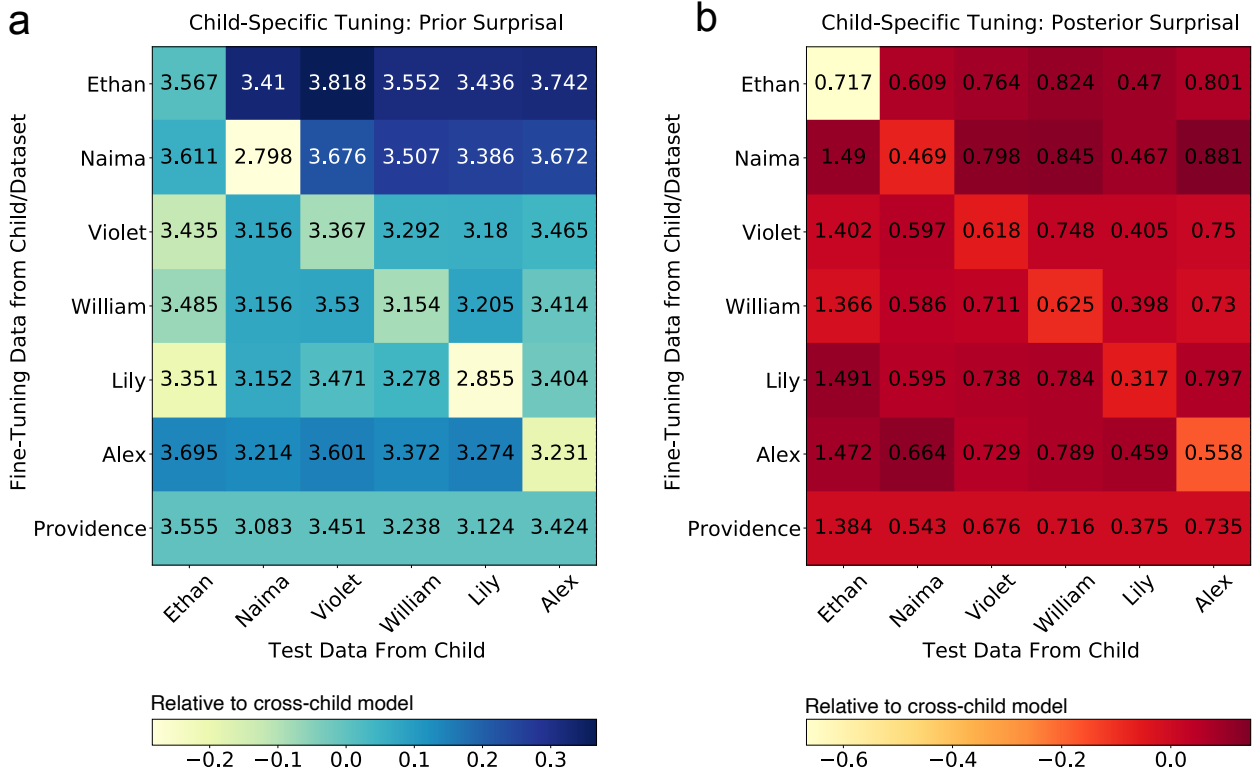 a
Child-Specific Tuning: Prior Surprisal
Fine-Tuning Data from Child/Dataset
Ethan 3.567 3.41 3.818 3.552 3.436 3.742
Naima 3.611 2.798 3.676 3.507 3.386 3.672
Violet 3.435 3.156 3.367 3.292 3.18 3.465
William 3.485 3.156 3.53 3.154 3.205 3.414
Lily 3.351 3.152 3.471 3.278 2.855 3.404
Alex 3.695 3.214 3.601 3.372 3.274 3.231
Providence 3.555 3.083 3.451 3.238 3.124 3.424
Ethan Naima Violet William Lily Alex
Test Data From Child
Relative to cross-child model
−0.2 −0.1 0.0 0.1 0.2 0.3
b
Child-Specific Tuning: Posterior Surprisal
Fine-Tuning Data from Child/Dataset
Ethan 0.717 0.609 0.764 0.824 0.47 0.801
Naima 1.49 0.469 0.798 0.845 0.467 0.881
Violet 1.402 0.597 0.618 0.748 0.405 0.75
William 1.366 0.586 0.711 0.625 0.398 0.73
Lily 1.491 0.595 0.738 0.784 0.317 0.797
Alex 1.472 0.664 0.729 0.789 0.459 0.558
Providence 1.384 0.543 0.676 0.716 0.375 0.735
Ethan Naima Violet William Lily Alex
Test Data From Child
Relative to cross-child model
−0.6 −0.4 −0.2 0.0